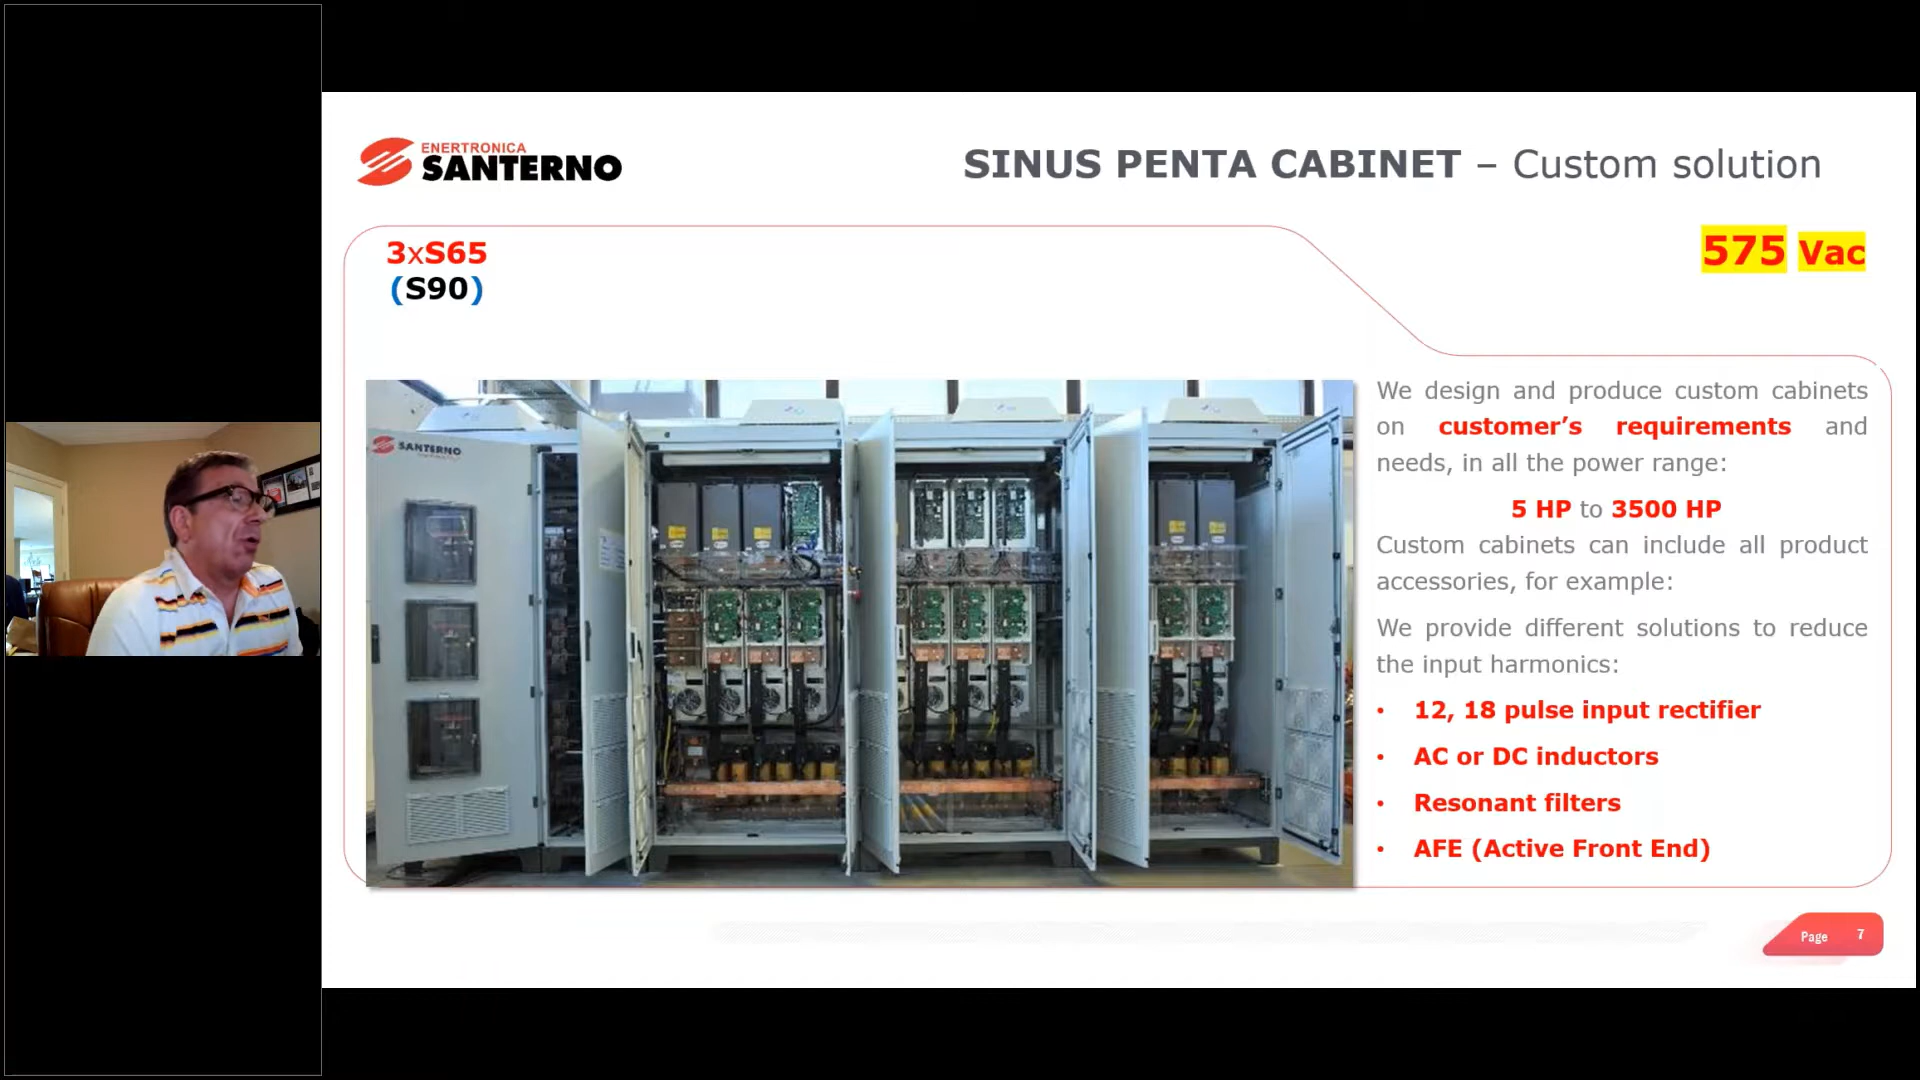 ENERTRONICA
SANTERNO
SINUS PENTA CABINET – Custom solution
3xS65
(S90)
575 Vac
SANTERNO
We design and produce custom cabinets
on customer’s requirements and
needs, in all the power range:
5 HP to 3500 HP
Custom cabinets can include all product
accessories, for example:
We provide different solutions to reduce
the input harmonics:
• 12, 18 pulse input rectifier
• AC or DC inductors
• Resonant filters
• AFE (Active Front End)
Page 7